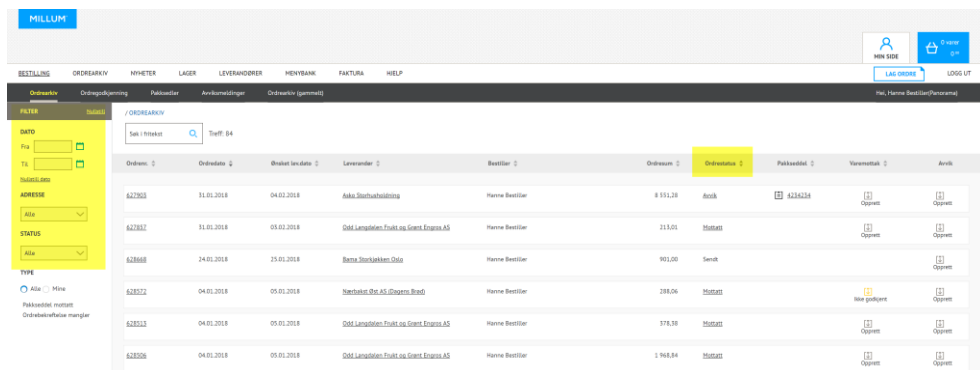 MILLUM
MIN SIDE
0 varer
BESTILLING ORDREARKIV NYHETER LAGER LEVERANDØRER MENYBANK FAKTURA HJELP
LAG ORDRE LOGG UT
Ordrearkiv Ordregodkjenning Pakksedler Avviksmeldinger Ordrearkiv (gammelt)
Hei, Hanne Bestiller(Panorama)
FILTER Nullstill
DATO
Fra
Til
Nullstill dato
ADRESSE
Alle
STATUS
Alle
TYPE
Alle Mine
Pakkseddel mottatt
Ordrebekreftelse mangler
/ ORDREARKIV
Søk i fritekst
Treff: 84
Ordrenr. Ordredato Ønsket lev.dato Leverandør Bestiller Ordresum Ordrestatus Pakkseddel Varemottak Avvik
627905 31.01.2018 04.02.2018 Asko Storhusholdning Hanne Bestiller 8 551,28 Avvik 4234234 Opprett Opprett
627857 31.01.2018 03.02.2018 Odd Langdalen Frukt og Grønt Engros AS Hanne Bestiller 213,01 Mottatt Opprett Opprett
628668 24.01.2018 25.01.2018 Bama Storkjøkken Oslo Hanne Bestiller 901,00 Sendt Opprett
628572 04.01.2018 05.01.2018 Nærbakst Øst AS (Dagens Brød) Hanne Bestiller 288,06 Mottatt Ikke godkjent Opprett
628513 04.01.2018 05.01.2018 Odd Langdalen Frukt og Grønt Engros AS Hanne Bestiller 378,38 Mottatt Opprett Opprett
628506 04.01.2018 05.01.2018 Odd Langdalen Frukt og Grønt Engros AS Hanne Bestiller 1 968,84 Mottatt Opprett Opprett